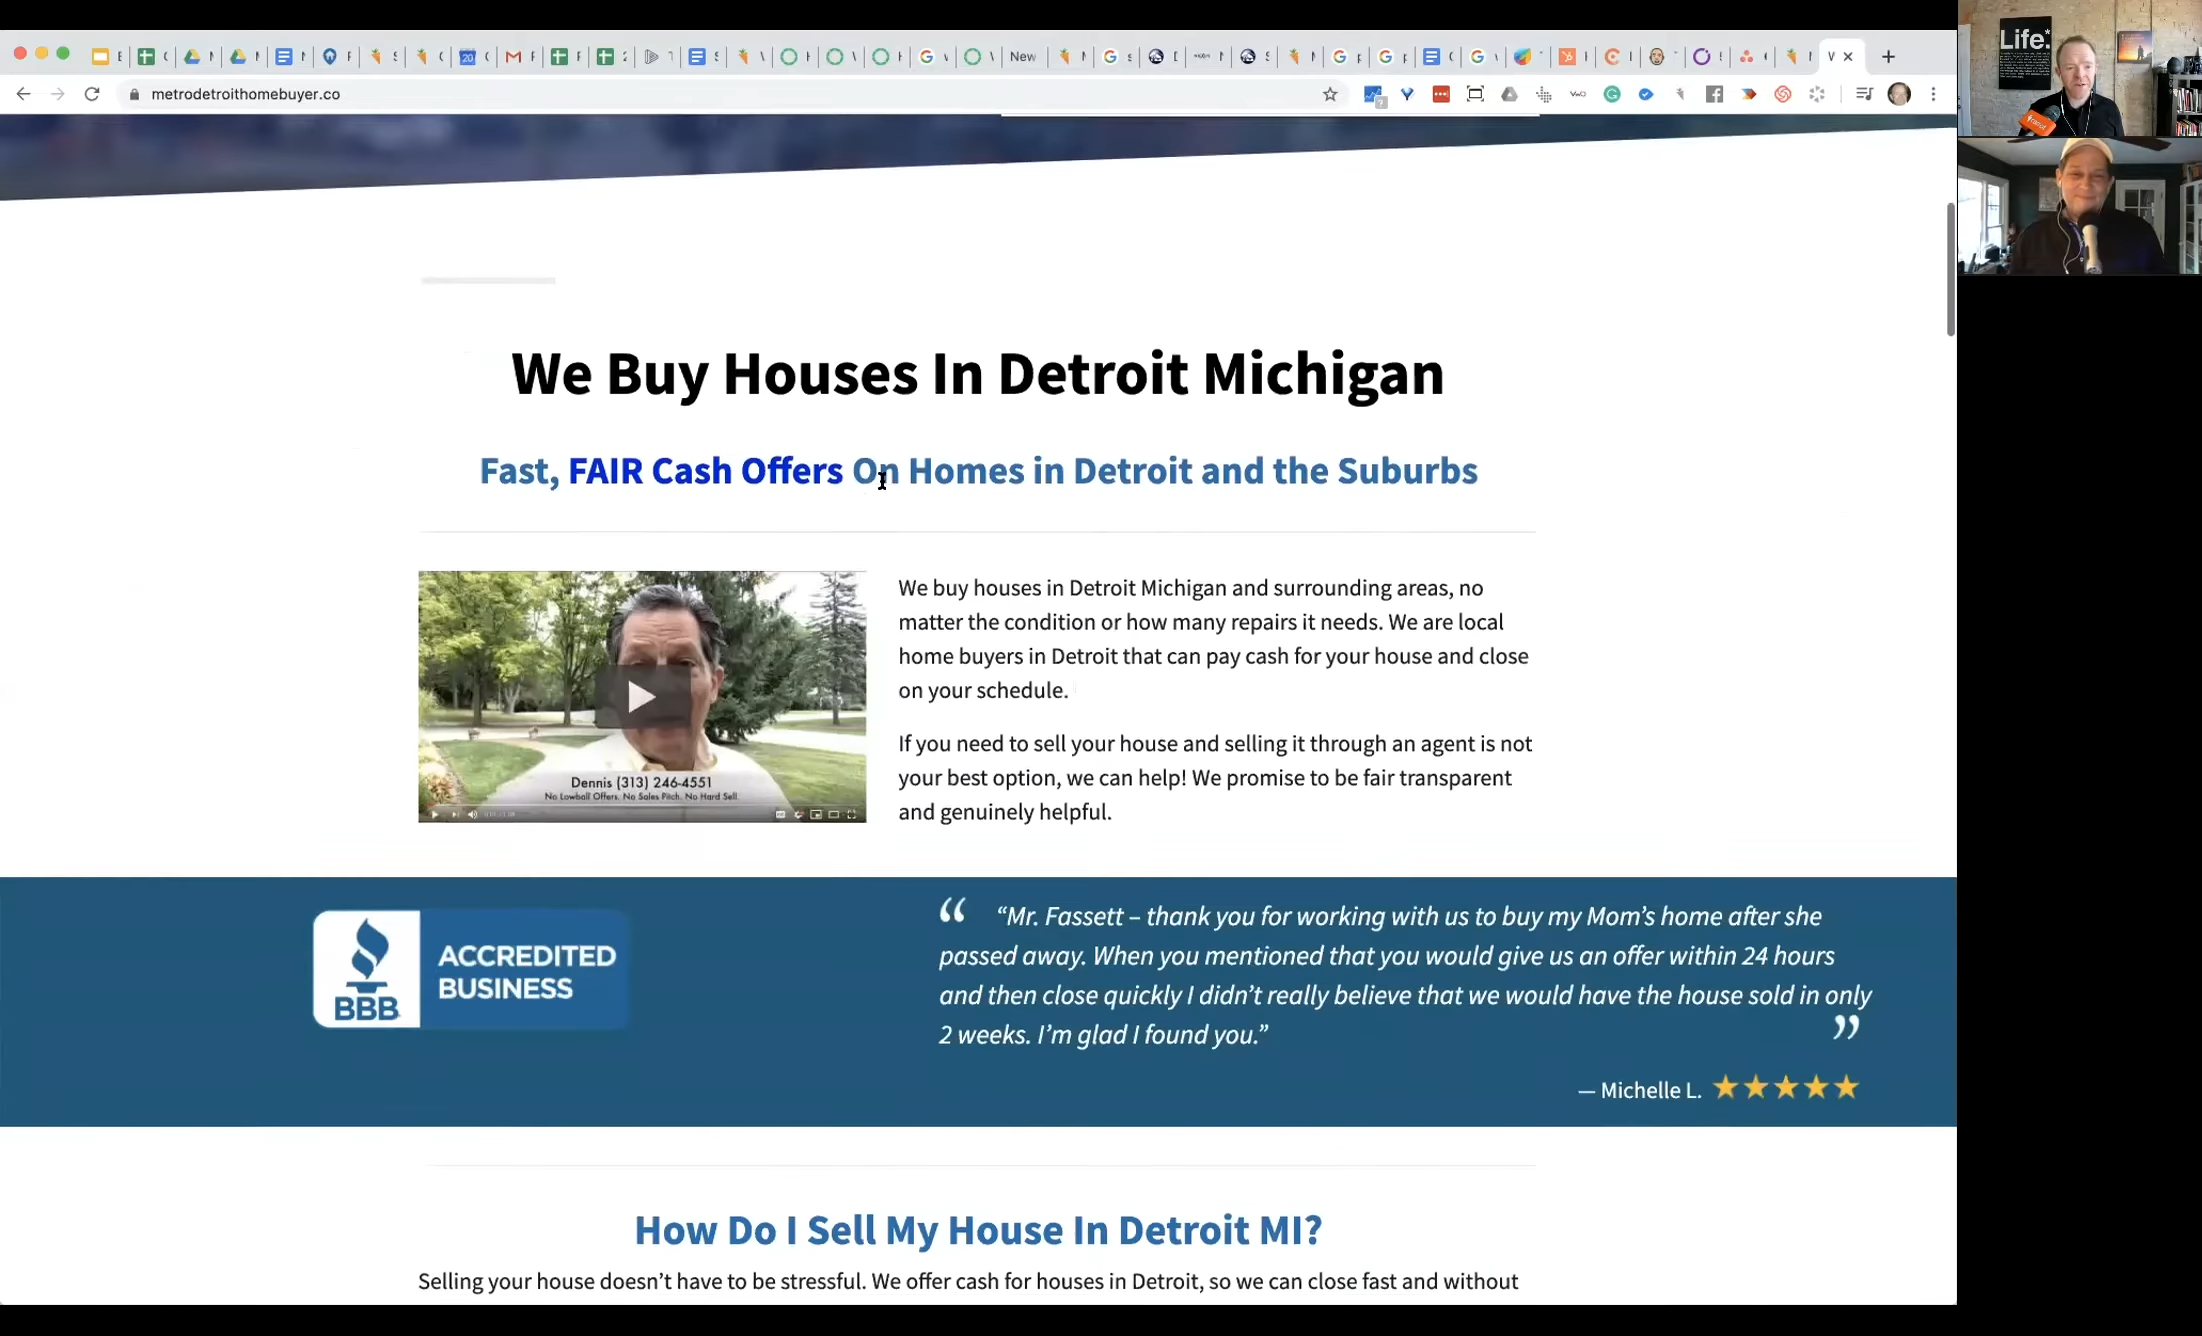 New
metrodetroithomebuyer.co
Life.
We Buy Houses In Detroit Michigan
Fast, FAIR Cash Offers On Homes in Detroit and the Suburbs
Dennis (313) 246-4551
No Lowball Offers. No Sales Pitch. No Hard Sell.
We buy houses in Detroit Michigan and surrounding areas, no
matter the condition or how many repairs it needs. We are local
home buyers in Detroit that can pay cash for your house and close
on your schedule.
If you need to sell your house and selling it through an agent is not
your best option, we can help! We promise to be fair transparent
and genuinely helpful.
BBB
ACCREDITED
BUSINESS
“ “Mr. Fassett – thank you for working with us to buy my Mom’s home after she
passed away. When you mentioned that you would give us an offer within 24 hours
and then close quickly I didn’t really believe that we would have the house sold in only
2 weeks. I’m glad I found you.” ”
— Michelle L.
How Do I Sell My House In Detroit MI?
Selling your house doesn’t have to be stressful. We offer cash for houses in Detroit, so we can close fast and without